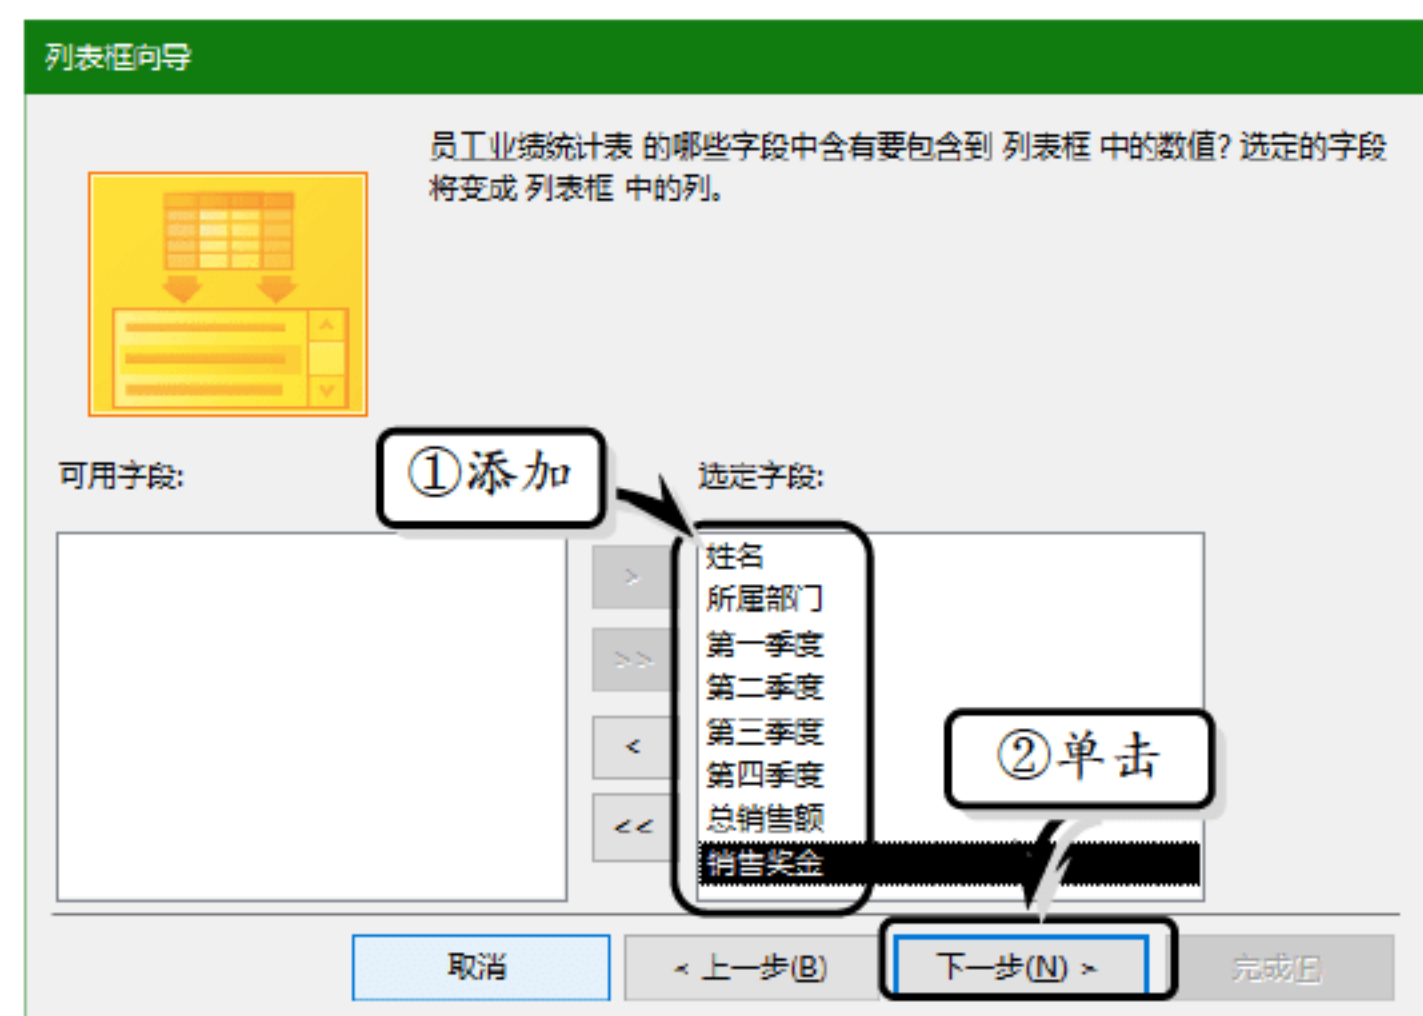 列表框向导
员工业绩统计表 的哪些字段中含有要包含到 列表框 中的数值? 选定的字段
将变成 列表框 中的列。
可用字段:
①添加
选定字段:
>
>>
<
<<
姓名
所属部门
第一季度
第二季度
第三季度
第四季度
总销售额
销售奖金
②单击
取消
< 上一步(B)
下一步(N) >
完成(F)